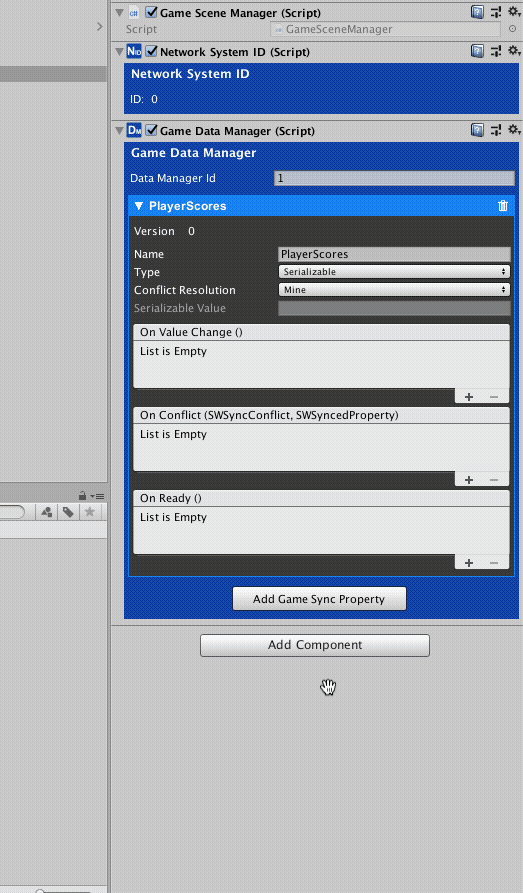 Game Scene Manager (Script)
Script GameSceneManager
NID Network System ID (Script)
Network System ID
ID: 0
DM Game Data Manager (Script)
Game Data Manager
Data Manager Id 1
PlayerScores
Version 0
Name PlayerScores
Type Serializable
Conflict Resolution Mine
Serializable Value
On Value Change ()
List is Empty
+ −
On Conflict (SWSyncConflict, SWSyncedProperty)
List is Empty
+ −
On Ready ()
List is Empty
+ −
Add Game Sync Property
Add Component